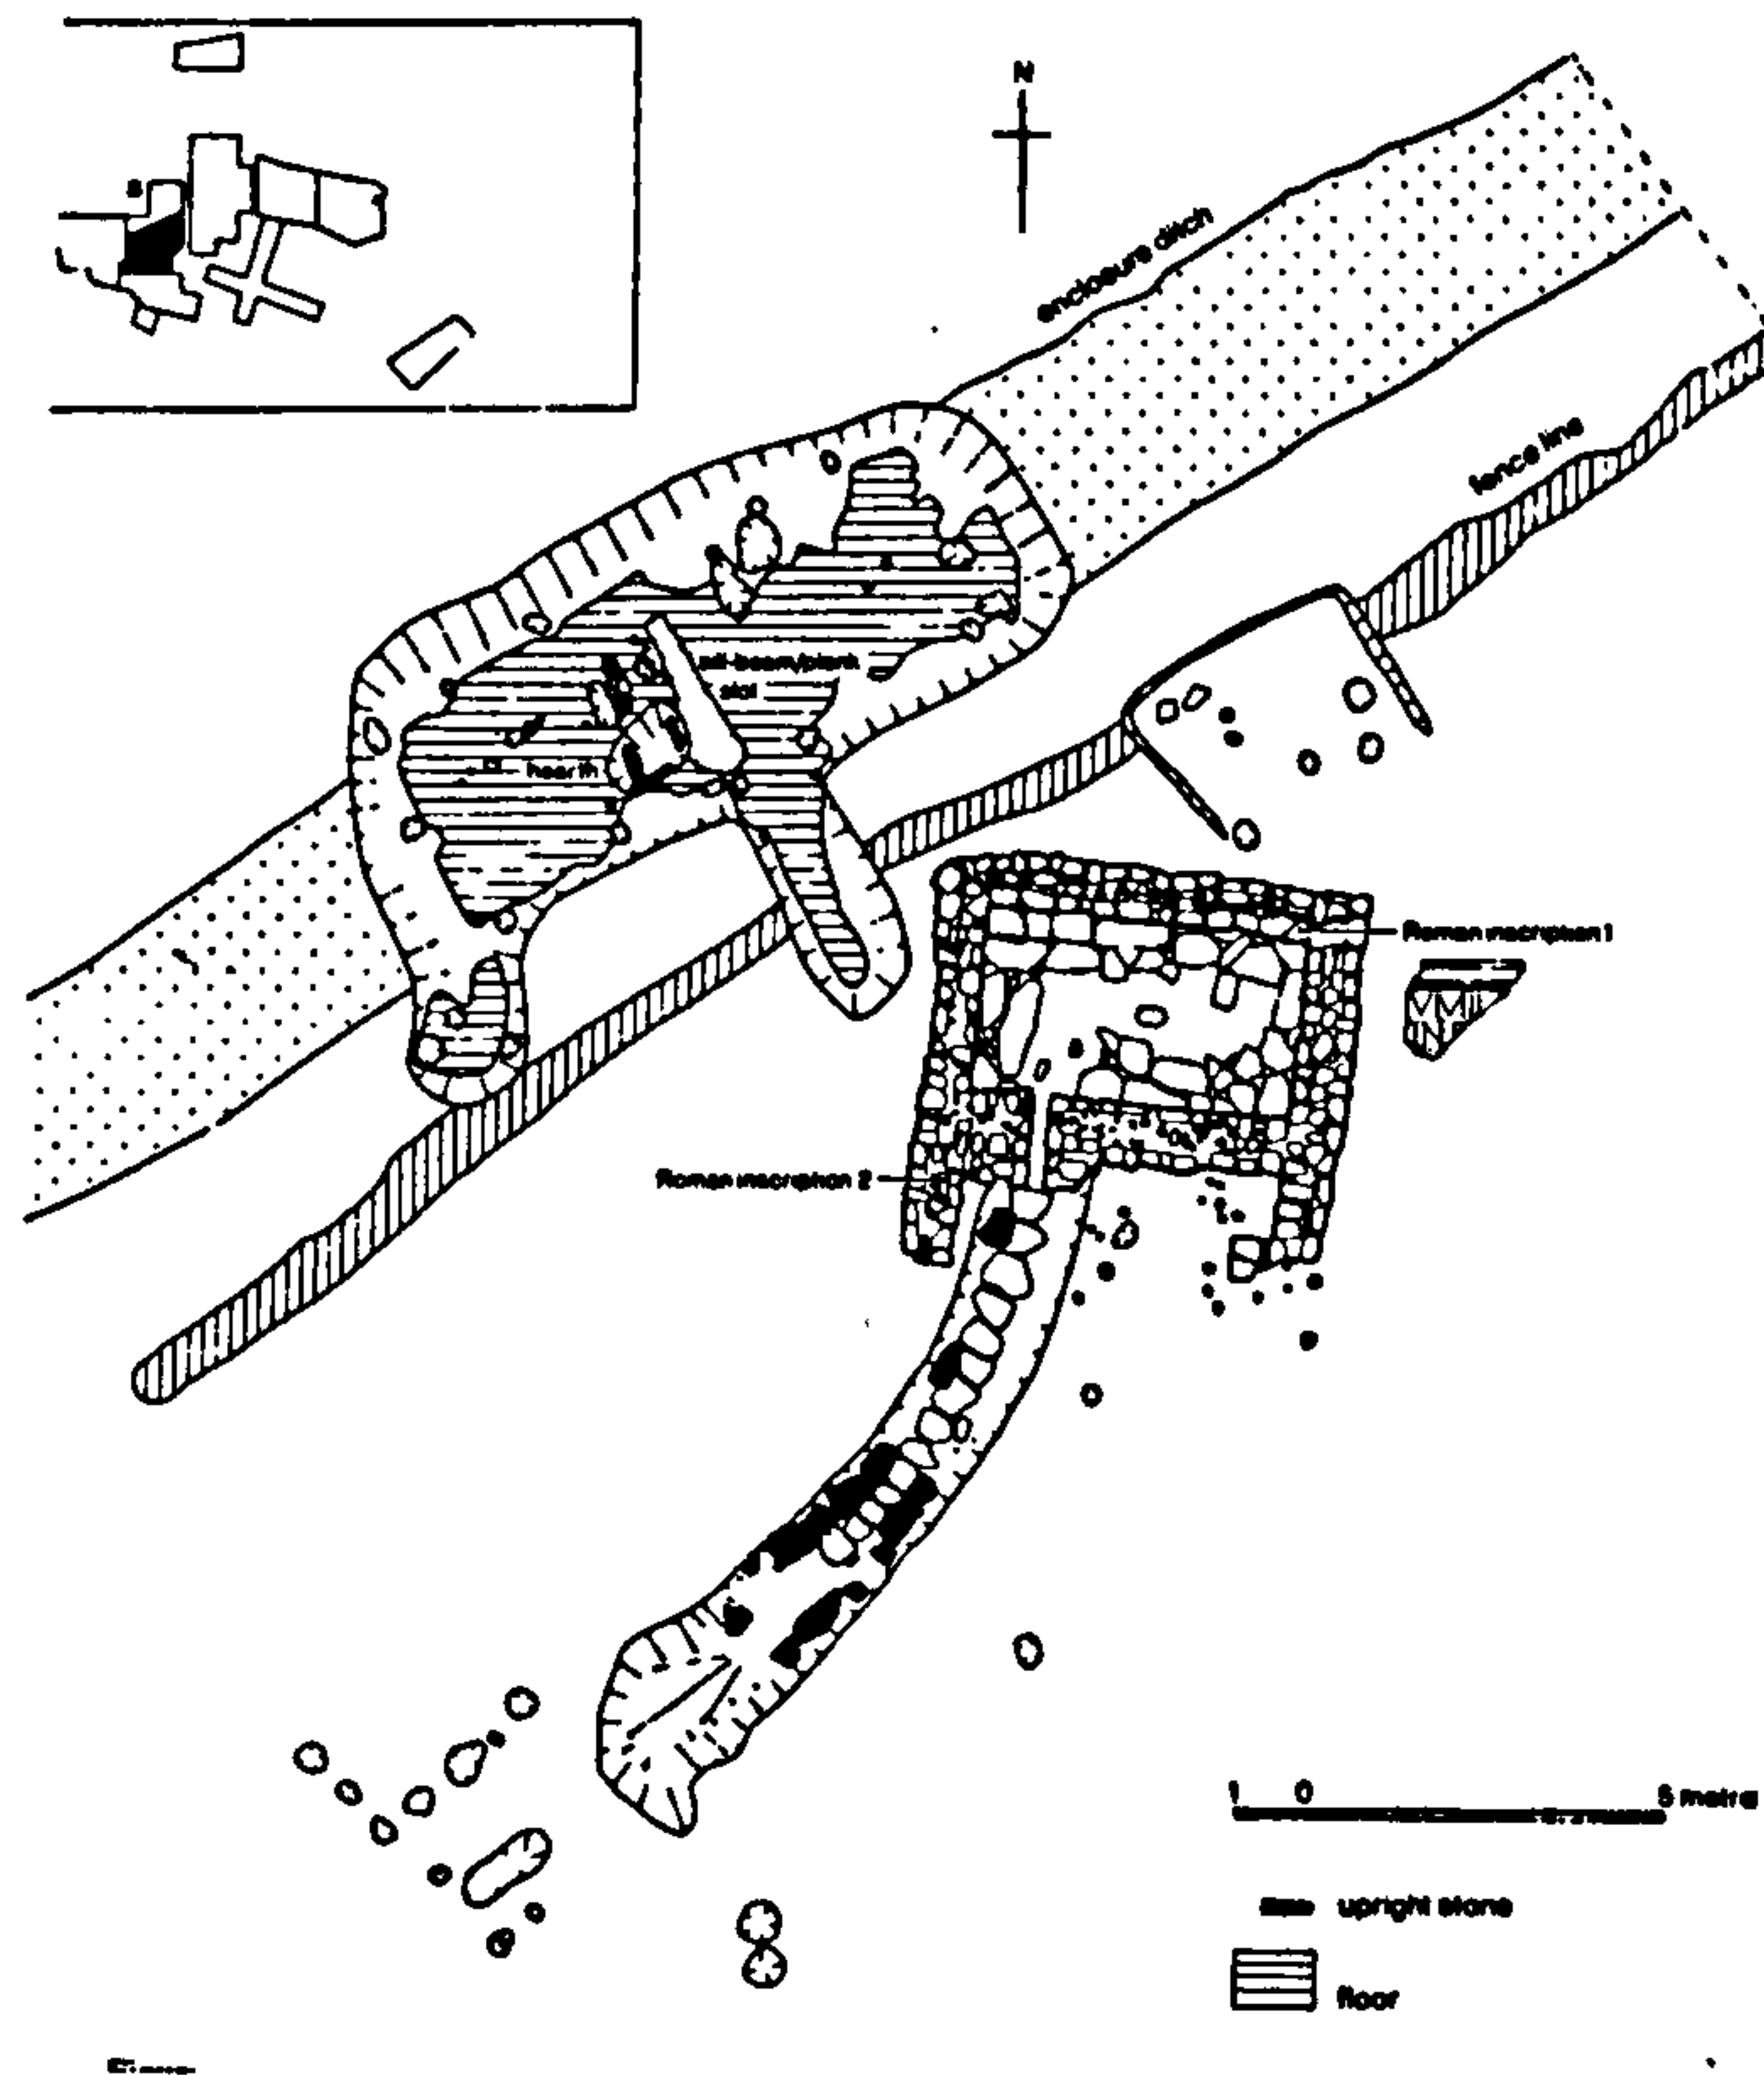 N
enclosure ditch
fence line
sill-beam/plank
slot
hearth
Roman inscription 1
Roman inscription 2
1 0 5 metres
upright stone
floor